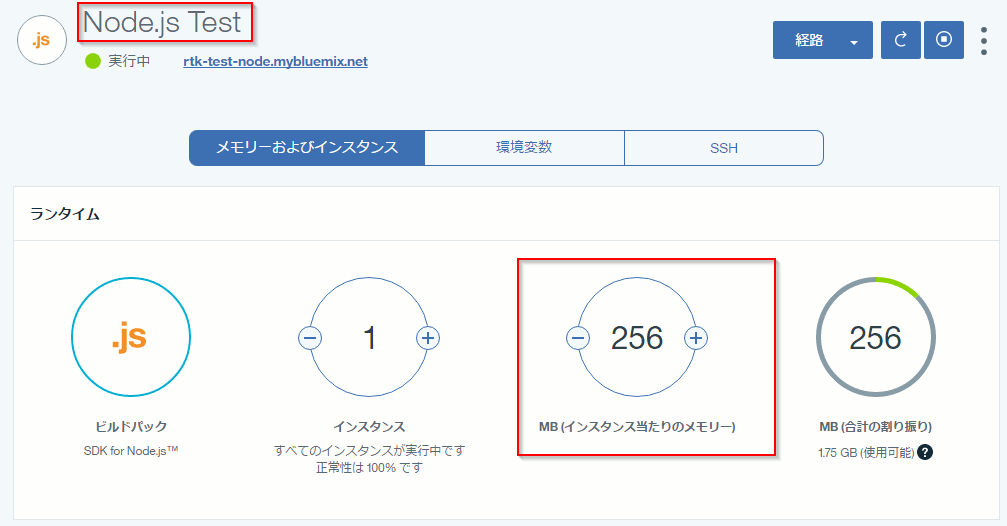 .js
Node.js Test
実行中 rtk-test-node.mybluemix.net
経路
メモリーおよびインスタンス 環境変数 SSH
ランタイム
.js 1 256 256
ビルドパック インスタンス MB (インスタンス当たりのメモリー) MB (合計の割り振り)
SDK for Node.js™ すべてのインスタンスが実行中です 1.75 GB (使用可能) ?
正常性は 100% です